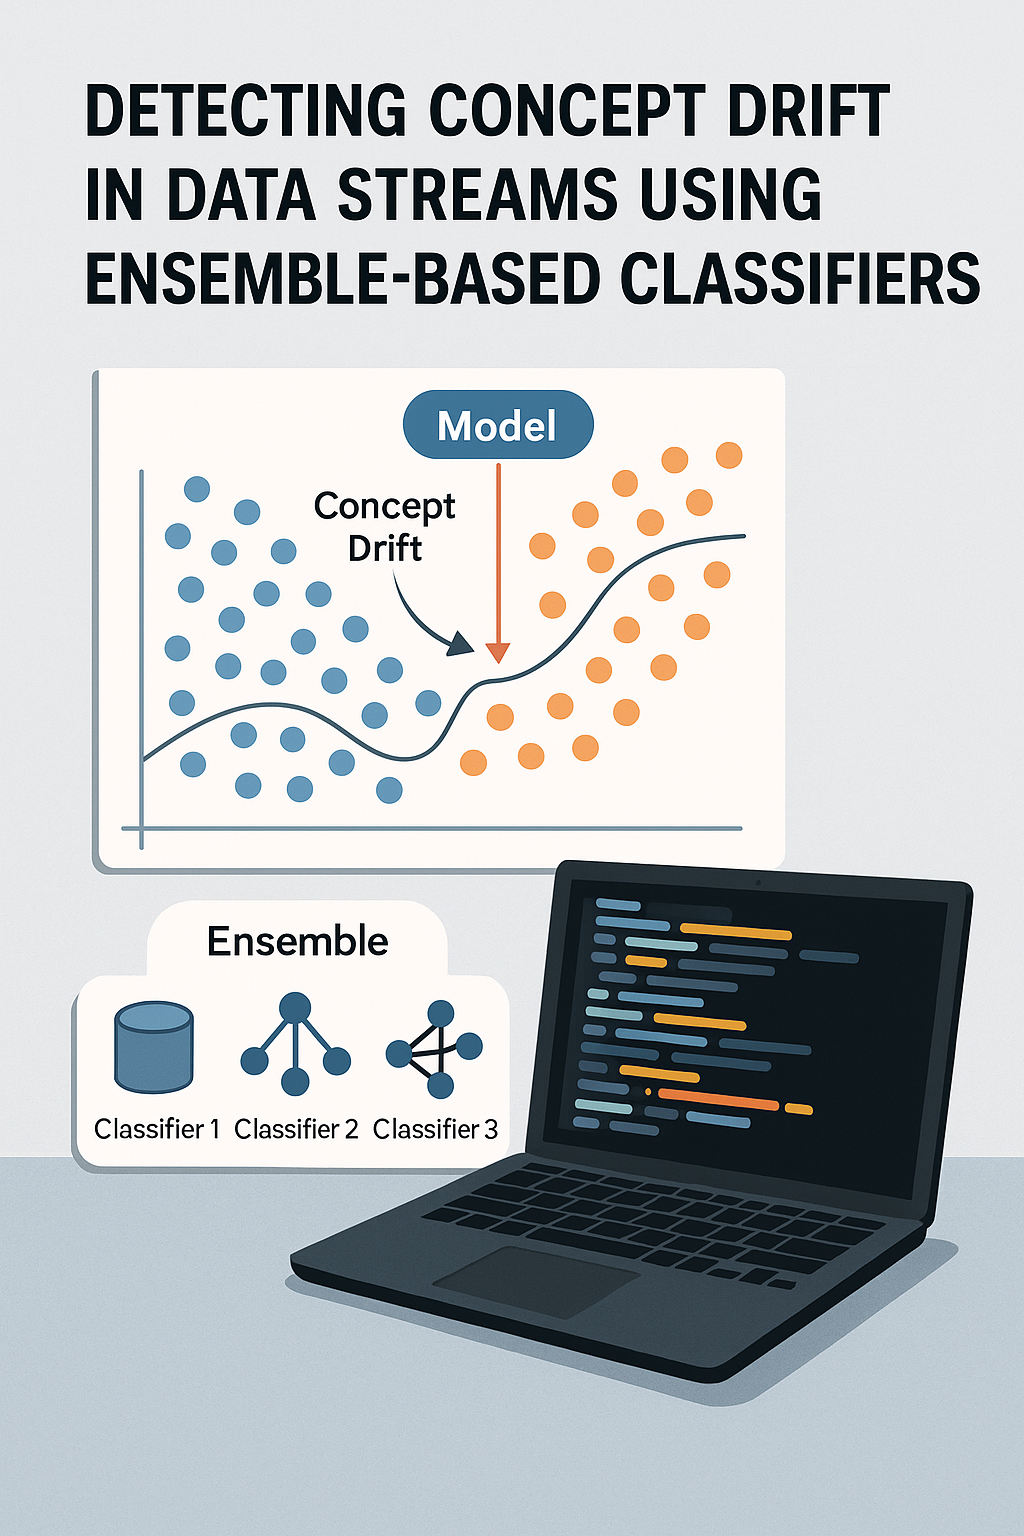 DETECTING CONCEPT DRIFT
IN DATA STREAMS USING
ENSEMBLE-BASED CLASSIFIERS
Model
Concept
Drift
Ensemble
Classifier 1
Classifier 2
Classifier 3